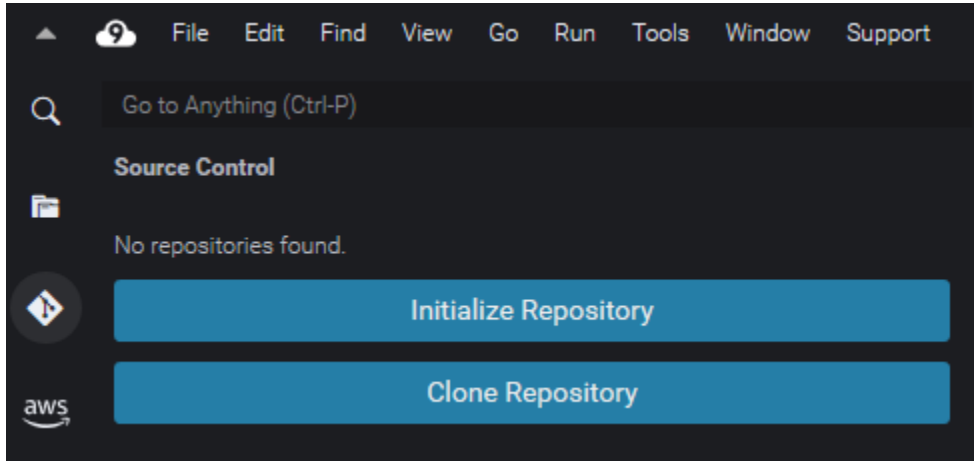 9 File Edit Find View Go Run Tools Window Support
Go to Anything (Ctrl-P)
Source Control
No repositories found.
Initialize Repository
Clone Repository
aws